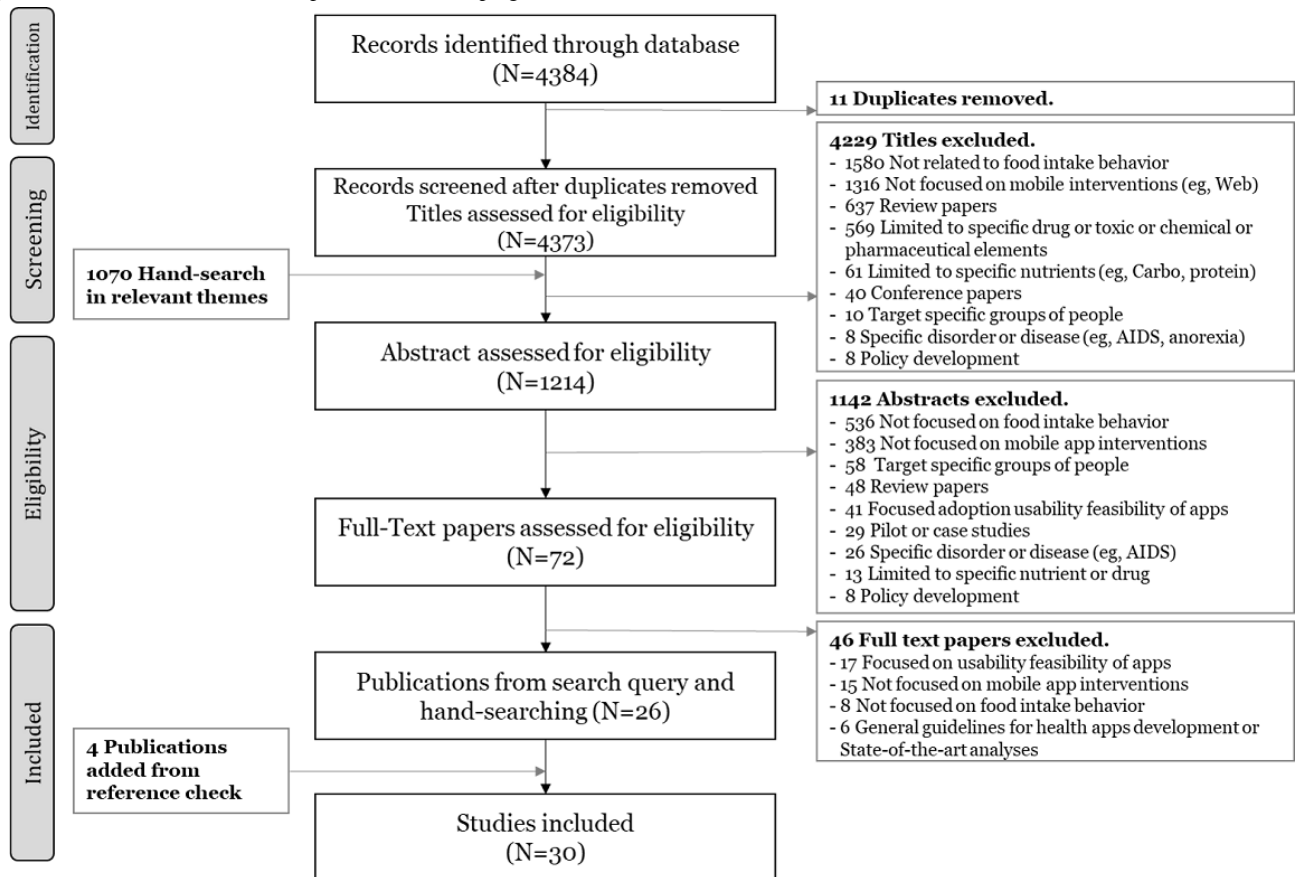 Identification
Records identified through database
(N=4384)
11 Duplicates removed.
Screening
Records screened after duplicates removed
Titles assessed for eligibility
(N=4373)
4229 Titles excluded.
- 1580 Not related to food intake behavior
- 1316 Not focused on mobile interventions (eg, Web)
- 637 Review papers
- 569 Limited to specific drug or toxic or chemical or
pharmaceutical elements
- 61 Limited to specific nutrients (eg, Carbo, protein)
- 40 Conference papers
- 10 Target specific groups of people
- 8 Specific disorder or disease (eg, AIDS, anorexia)
- 8 Policy development
1070 Hand-search
in relevant themes
Eligibility
Abstract assessed for eligibility
(N=1214)
1142 Abstracts excluded.
- 536 Not focused on food intake behavior
- 383 Not focused on mobile app interventions
- 58 Target specific groups of people
- 48 Review papers
- 41 Focused adoption usability feasibility of apps
- 29 Pilot or case studies
- 26 Specific disorder or disease (eg, AIDS)
- 13 Limited to specific nutrient or drug
- 8 Policy development
Full-Text papers assessed for eligibility
(N=72)
46 Full text papers excluded.
- 17 Focused on usability feasibility of apps
- 15 Not focused on mobile app interventions
- 8 Not focused on food intake behavior
- 6 General guidelines for health apps development or
State-of-the-art analyses
Included
Publications from search query and
hand-searching (N=26)
4 Publications
added from
reference check
Studies included
(N=30)